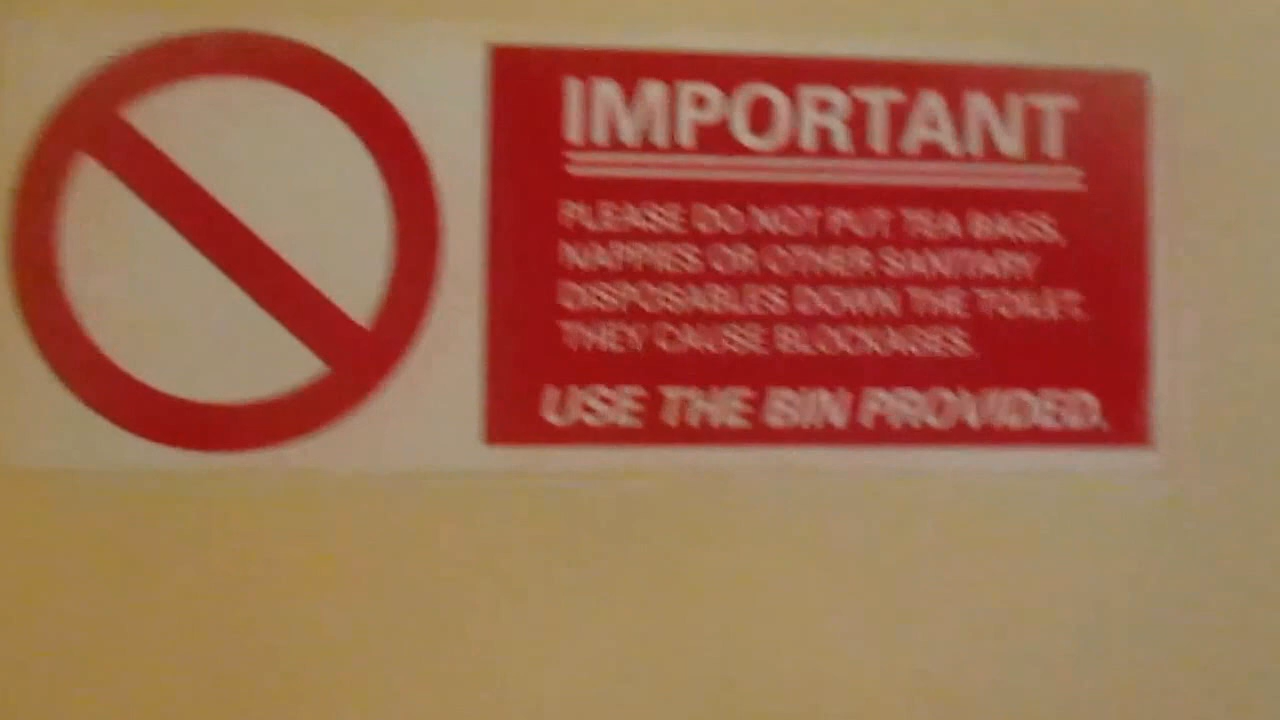 IMPORTANT
PLEASE DO NOT PUT TEA BAGS,
NAPPIES OR OTHER SANITARY
DISPOSABLES DOWN THE TOILET.
THEY CAUSE BLOCKAGES.
USE THE BIN PROVIDED.